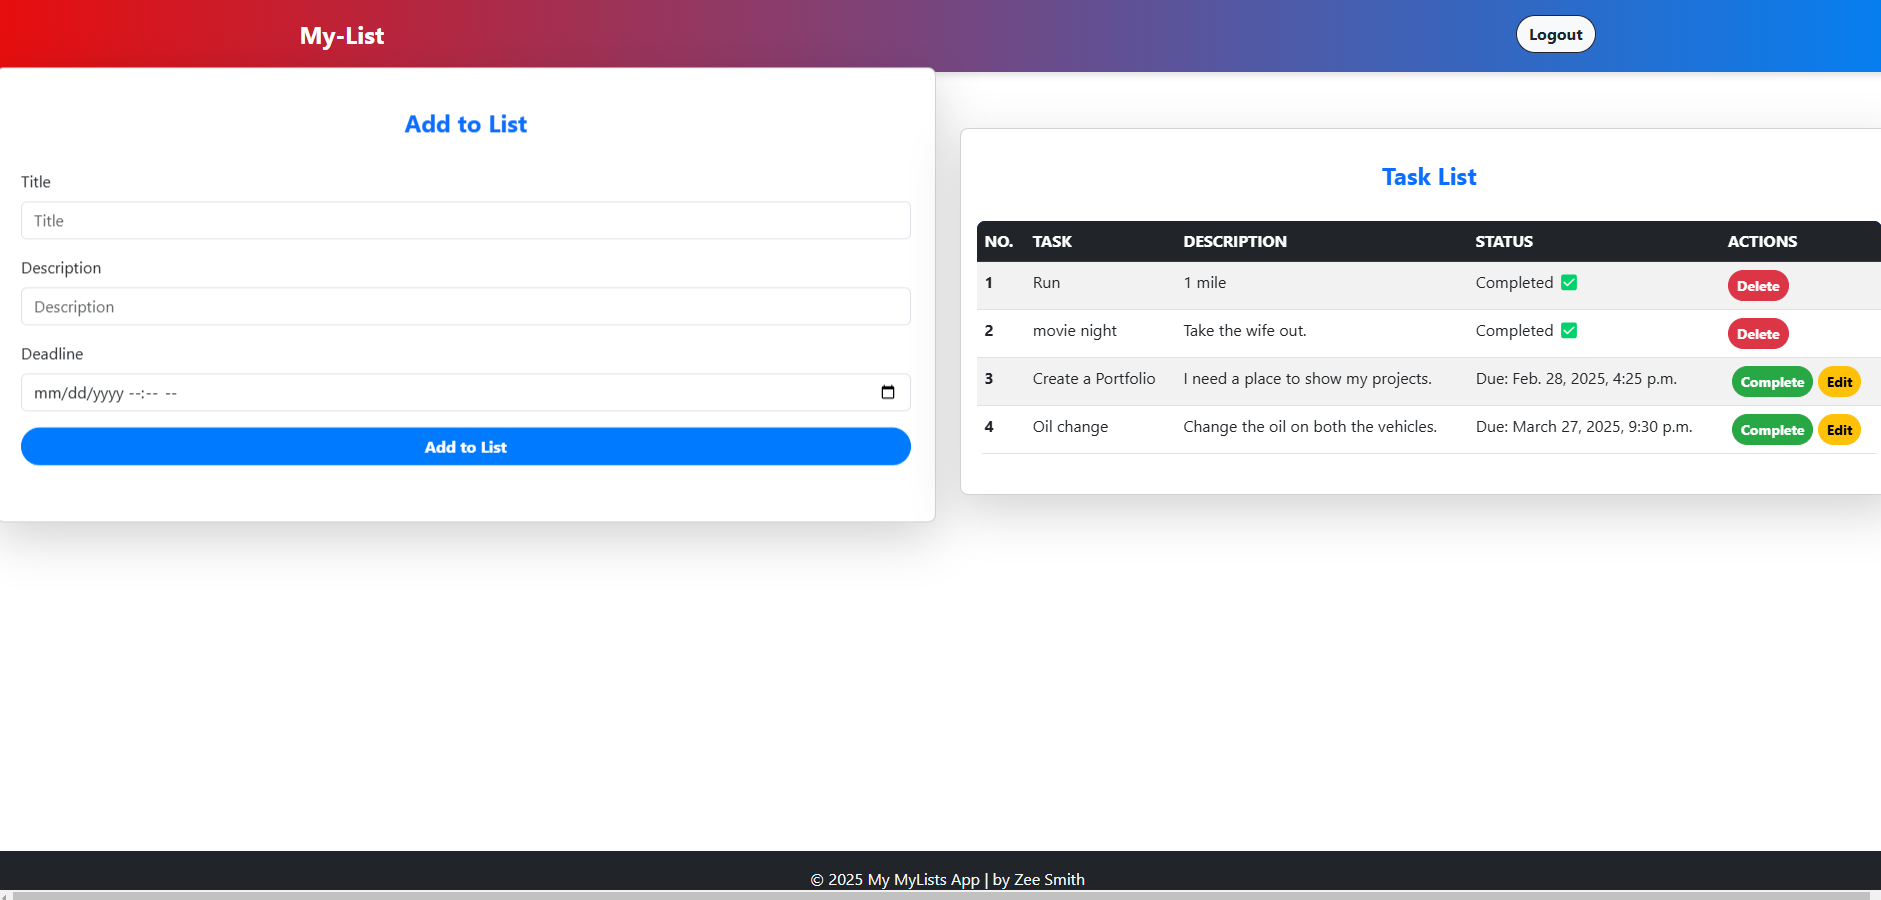 My-List
Logout
Add to List
Title
Title
Description
Description
Deadline
mm/dd/yyyy --:-- --
Add to List
Task List
NO. TASK DESCRIPTION STATUS ACTIONS
1 Run 1 mile Completed ✅ Delete
2 movie night Take the wife out. Completed ✅ Delete
3 Create a Portfolio I need a place to show my projects. Due: Feb. 28, 2025, 4:25 p.m. Complete Edit
4 Oil change Change the oil on both the vehicles. Due: March 27, 2025, 9:30 p.m. Complete Edit
© 2025 My MyLists App | by Zee Smith